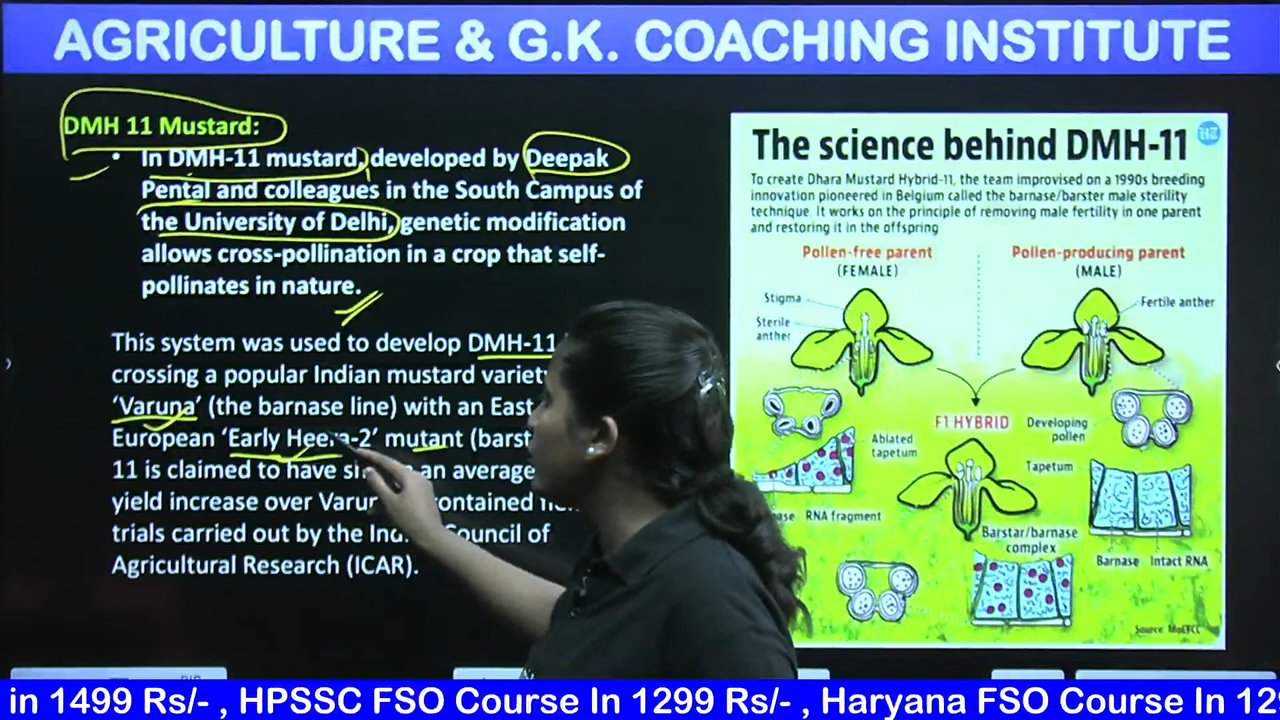 AGRICULTURE & G.K. COACHING INSTITUTE
DMH 11 Mustard:
• In DMH-11 mustard, developed by Deepak
Pental and colleagues in the South Campus of
the University of Delhi, genetic modification
allows cross-pollination in a crop that self-
pollinates in nature.
This system was used to develop DMH-11
crossing a popular Indian mustard variety
'Varuna' (the barnase line) with an East
European 'Early Heera-2' mutant
11 is claimed to have an average
yield increase over
trials carried out by the
Agricultural Research (ICAR).
The science behind DMH-11
HT
To create Dhara Mustard Hybrid-11, the team improvised on a 1990s breeding
innovation pioneered in Belgium called the barnase/barster male sterility
technique. It works on the principle of removing male fertility in one parent
and restoring it in the offspring
Pollen-free parent
(FEMALE)
Pollen-producing parent
(MALE)
Stigma
Sterile
anther
Fertile anther
F1 HYBRID
Developing
pollen
Ablated
tapetum
Tapetum
RNA fragment
Barstar/barnase
complex
Barnase Intact RNA
Source: MoEFCC
in 1499 Rs/- , HPSSC FSO Course In 1299 Rs/- , Haryana FSO Course In